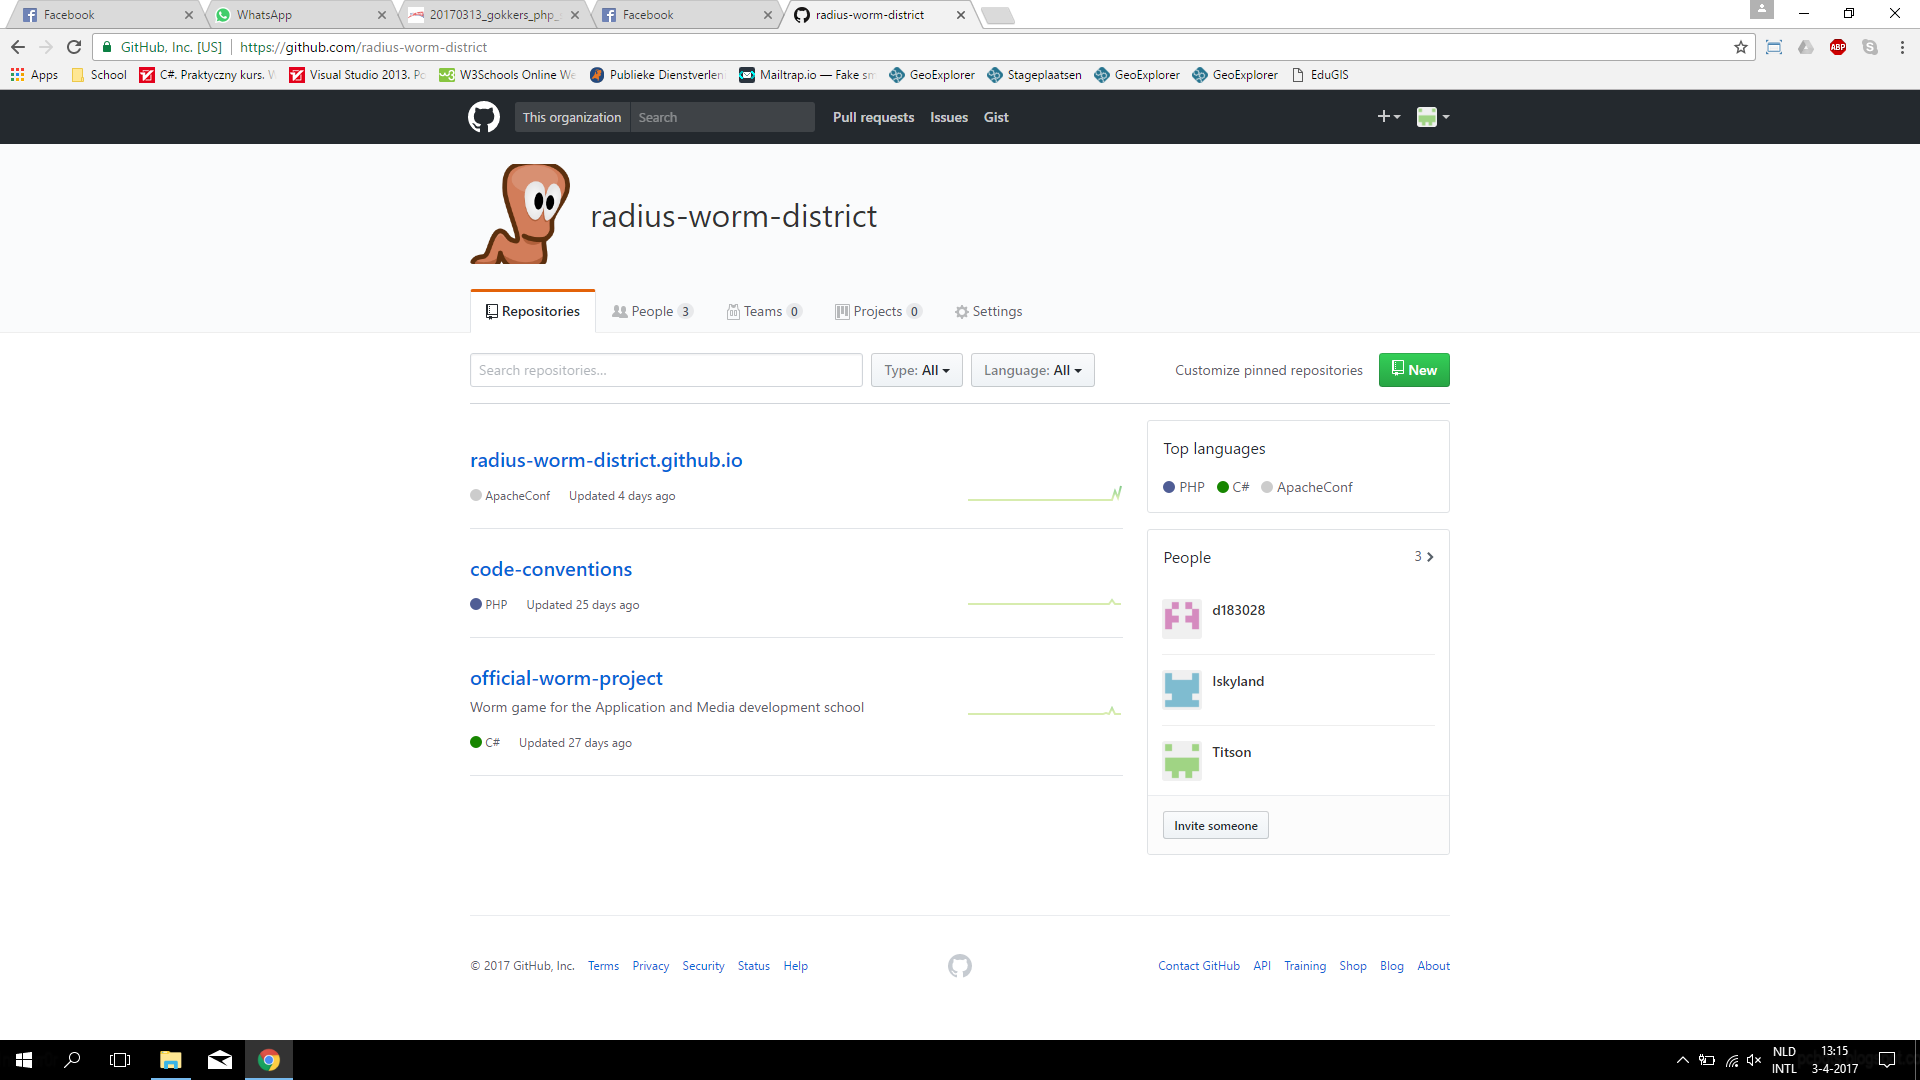 Facebook
WhatsApp
20170313_gokkers_php_
Facebook
radius-worm-district
GitHub, Inc. [US] https://github.com/radius-worm-district
Apps School C#. Praktyczny kurs. Visual Studio 2013. W3Schools Online Publieke Dienstverlen Mailtrap.io — Fake GeoExplorer Stageplaatsen GeoExplorer GeoExplorer EduGIS
This organization Search Pull requests Issues Gist
radius-worm-district
Repositories People 3 Teams 0 Projects 0 Settings
Search repositories... Type: All Language: All Customize pinned repositories New
radius-worm-district.github.io
ApacheConf Updated 4 days ago
code-conventions
PHP Updated 25 days ago
official-worm-project
Worm game for the Application and Media development school
C# Updated 27 days ago
Top languages
PHP C# ApacheConf
People 3
d183028
Iskyland
Titson
Invite someone
© 2017 GitHub, Inc. Terms Privacy Security Status Help
Contact GitHub API Training Shop Blog About
ABP
NLD
INTL
13:15
3-4-2017